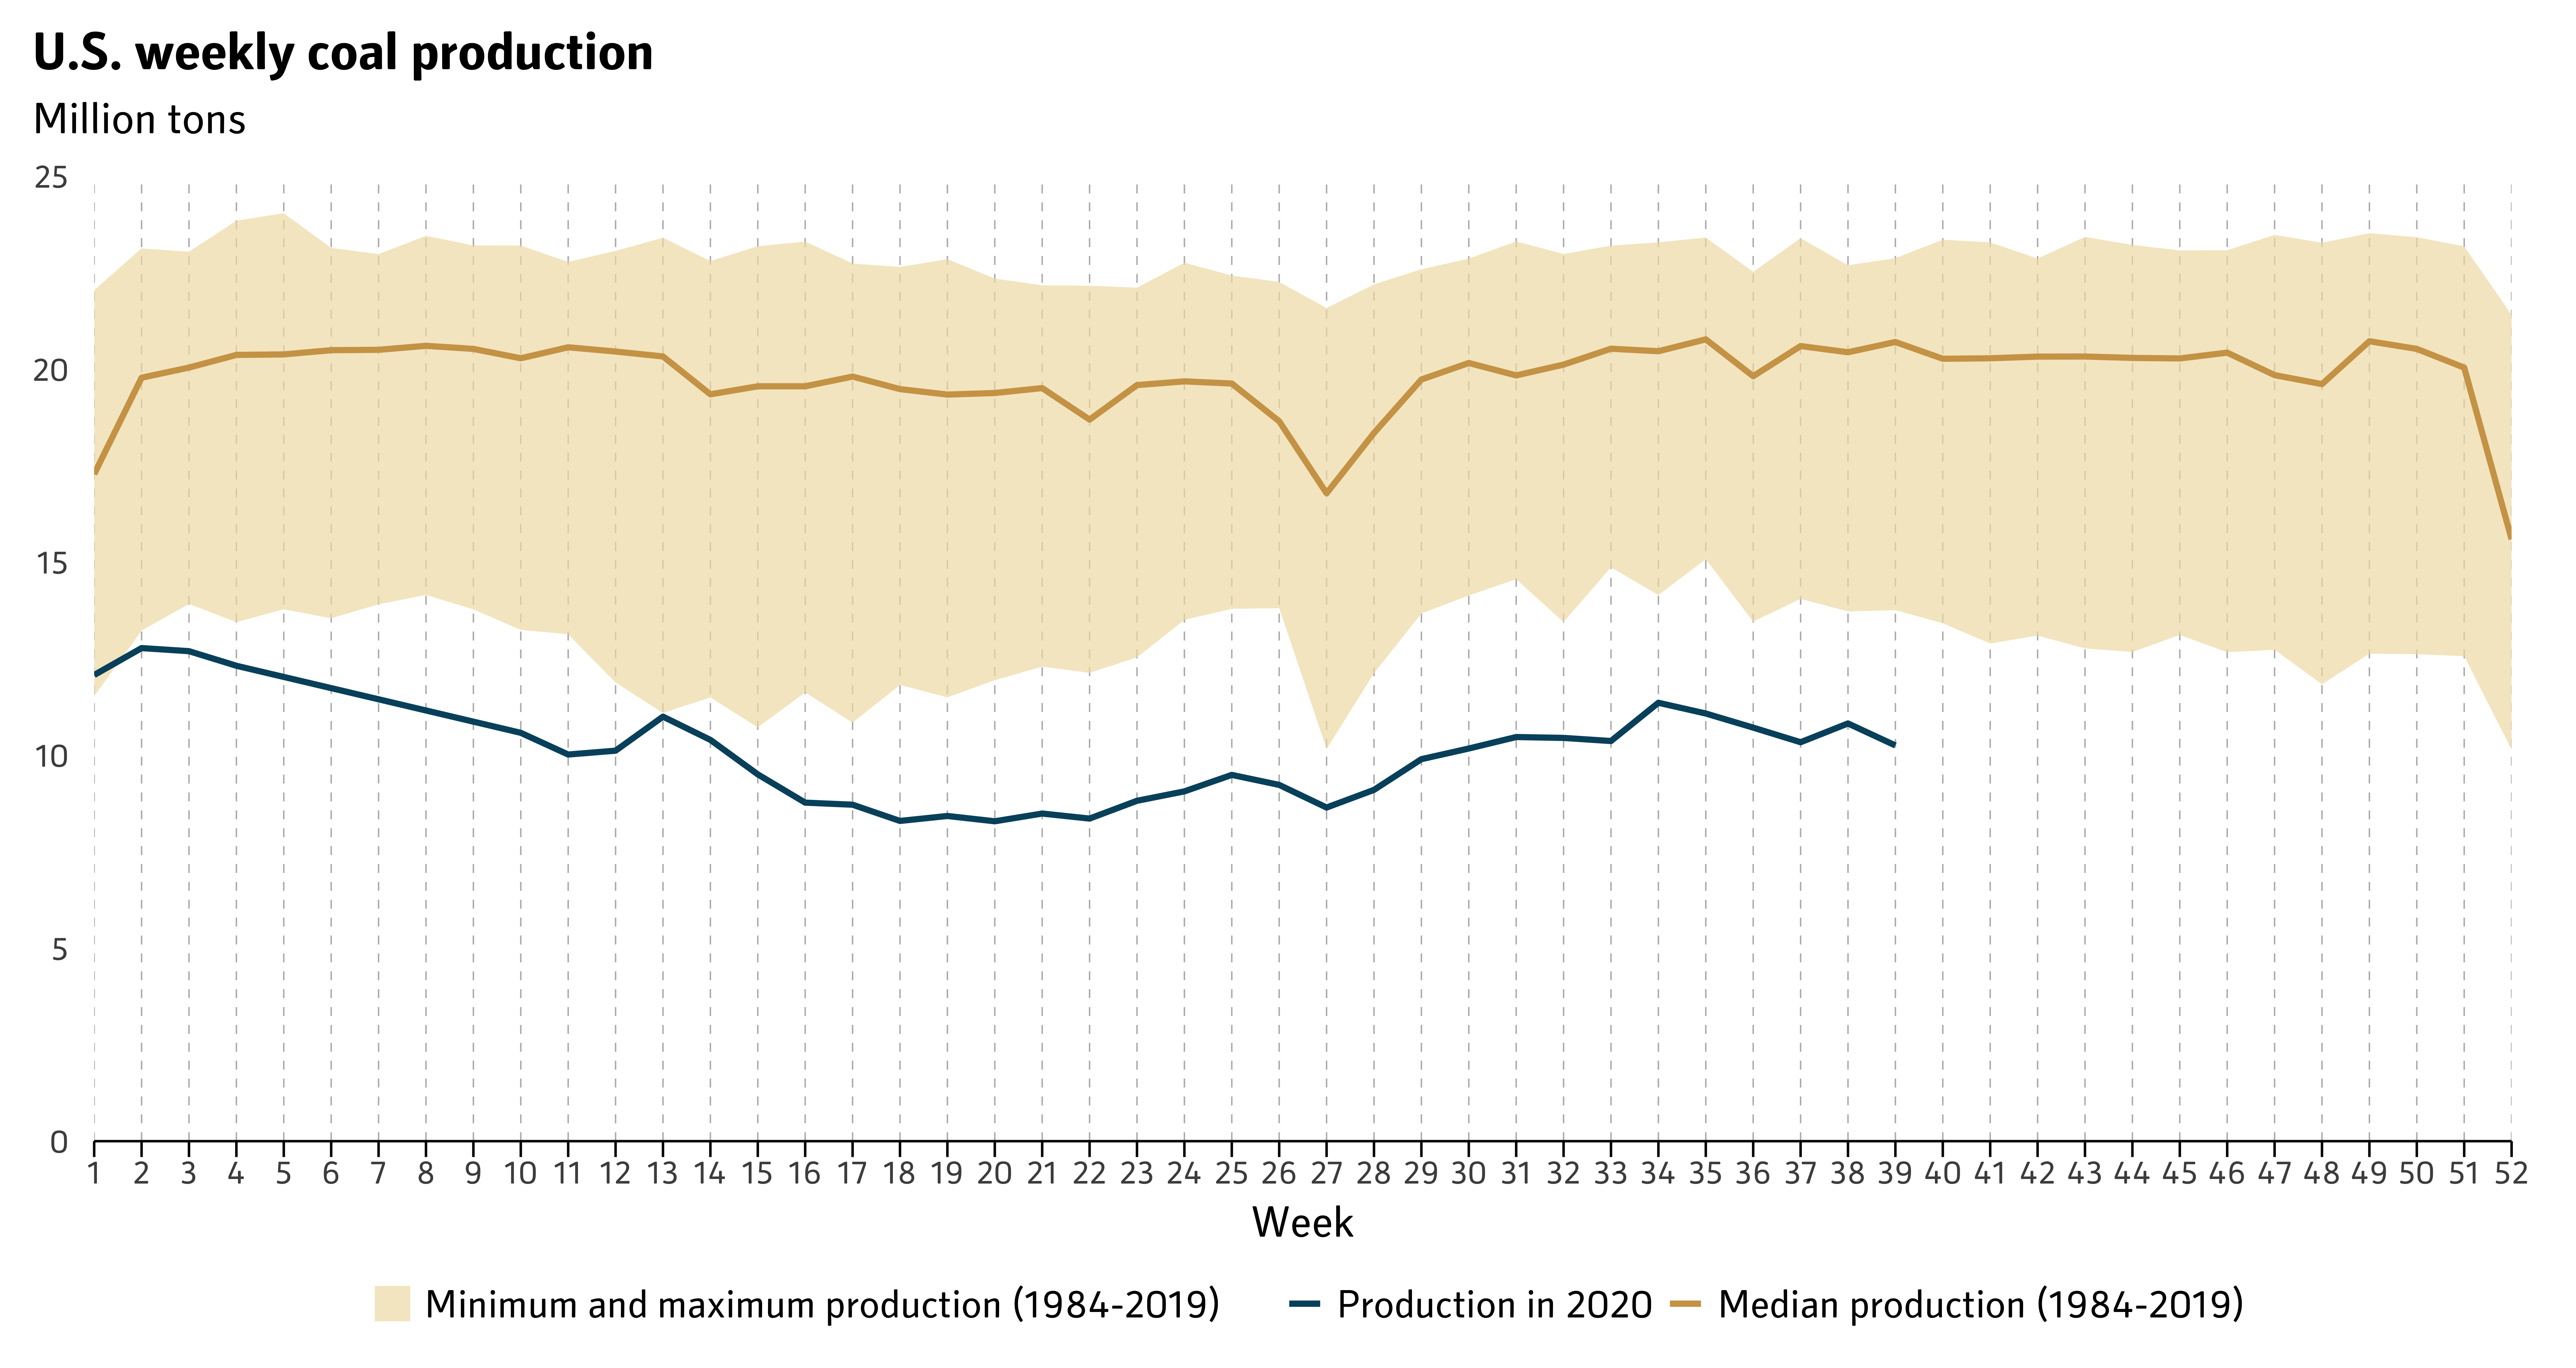 U.S. weekly coal production
Million tons
25
20
15
10
5
0
1 2 3 4 5 6 7 8 9 10 11 12 13 14 15 16 17 18 19 20 21 22 23 24 25 26 27 28 29 30 31 32 33 34 35 36 37 38 39 40 41 42 43 44 45 46 47 48 49 50 51 52
Week
Minimum and maximum production (1984-2019) Production in 2020 Median production (1984-2019)